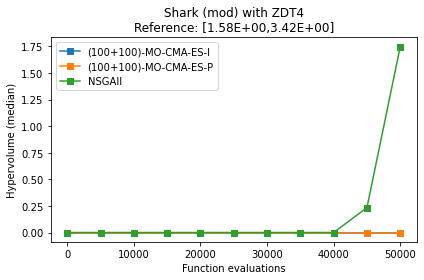 Shark (mod) with ZDT4
Reference: [1.58E+00,3.42E+00]
(100+100)-MO-CMA-ES-I
(100+100)-MO-CMA-ES-P
NSGAII
Hypervolume (median)
1.75
1.50
1.25
1.00
0.75
0.50
0.25
0.00
0 10000 20000 30000 40000 50000
Function evaluations